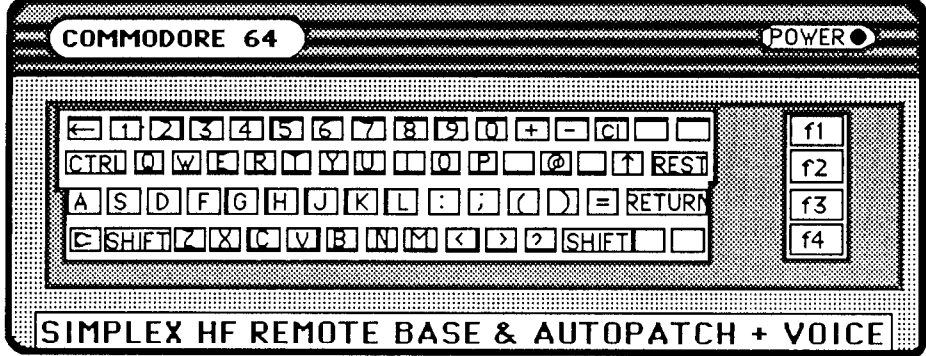 COMMODORE 64 POWER
← 1 2 3 4 5 6 7 8 9 0 + - Cl f1
CTRL Q W E R T Y U I O P @ ↑ REST f2
A S D F G H J K L : ; ( ) = RETURN f3
C= SHIFT Z X C V B N M < > ? SHIFT f4
SIMPLEX HF REMOTE BASE & AUTOPATCH + VOICE